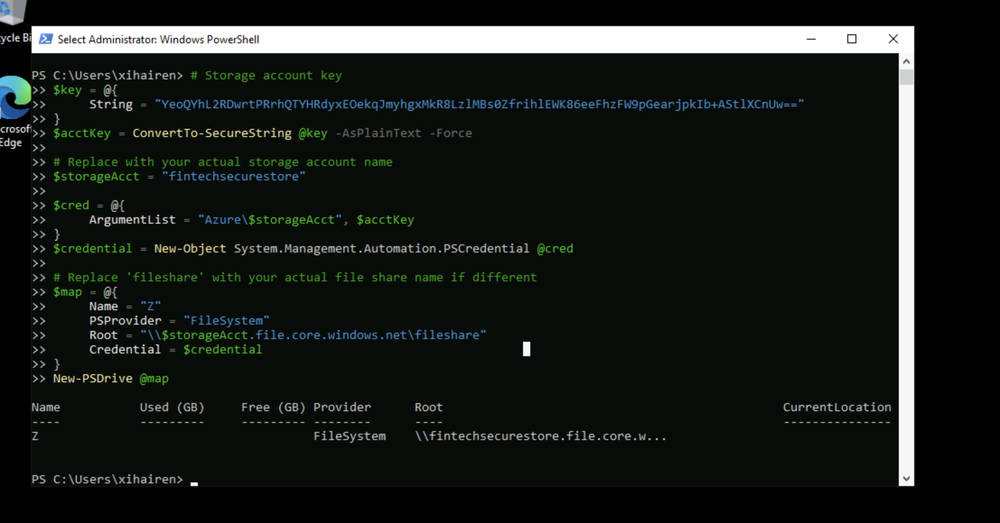 ycle Bi
Select Administrator: Windows PowerShell
PS C:\Users\xihairen> # Storage account key
>> $key = @{
>>      String = "YeoQYhL2RDwrtPRrhQTYHRdyxEOekqJmyhgxMkR8LzlMBs0ZfrihlEWK86eeFhzFW9pGearjpkIb+AStlXCnUw=="
>> }
>> $acctKey = ConvertTo-SecureString @key -AsPlainText -Force
>>
>> # Replace with your actual storage account name
>> $storageAcct = "fintechsecurestore"
>>
>> $cred = @{
>>      ArgumentList = "Azure\$storageAcct", $acctKey
>> }
>> $credential = New-Object System.Management.Automation.PSCredential @cred
>>
>> # Replace 'fileshare' with your actual file share name if different
>> $map = @{
>>      Name = "Z"
>>      PSProvider = "FileSystem"
>>      Root = "\\$storageAcct.file.core.windows.net\fileshare"
>>      Credential = $credential
>> }
>> New-PSDrive @map
Name           Used (GB)     Free (GB) Provider      Root                                               CurrentLocation
----           ---------     --------- --------      ----                                               ---------------
Z                                      FileSystem    \\fintechsecurestore.file.core.w...
PS C:\Users\xihairen>
crosoft
Edge